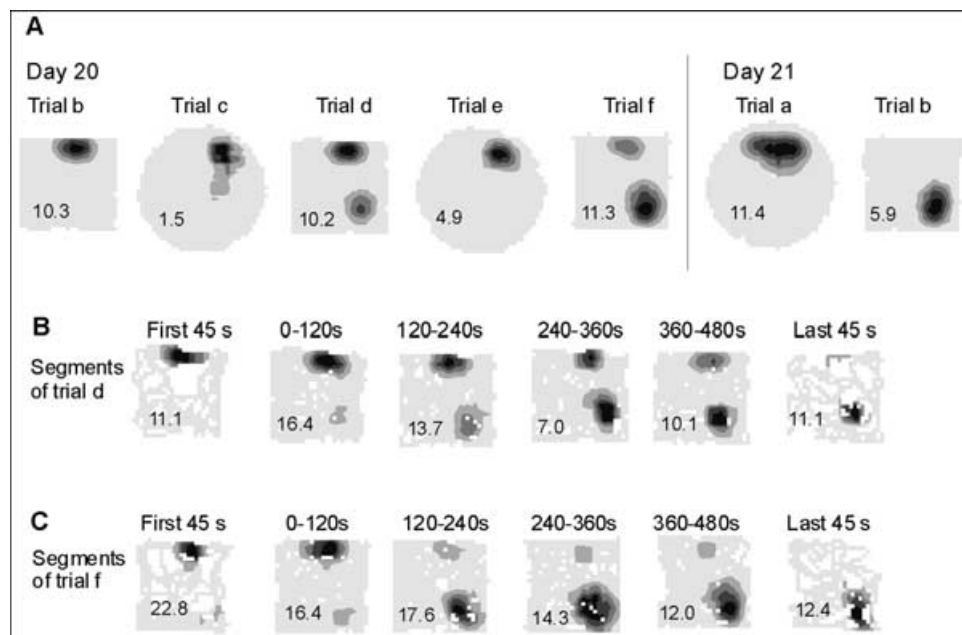 A
Day 20 Day 21
Trial b Trial c Trial d Trial e Trial f Trial a Trial b
10.3 1.5 10.2 4.9 11.3 11.4 5.9
B First 45 s 0-120s 120-240s 240-360s 360-480s Last 45 s
Segments
of trial d
11.1 16.4 13.7 7.0 10.1 11.1
C First 45 s 0-120s 120-240s 240-360s 360-480s Last 45 s
Segments
of trial f
22.8 16.4 17.6 14.3 12.0 12.4